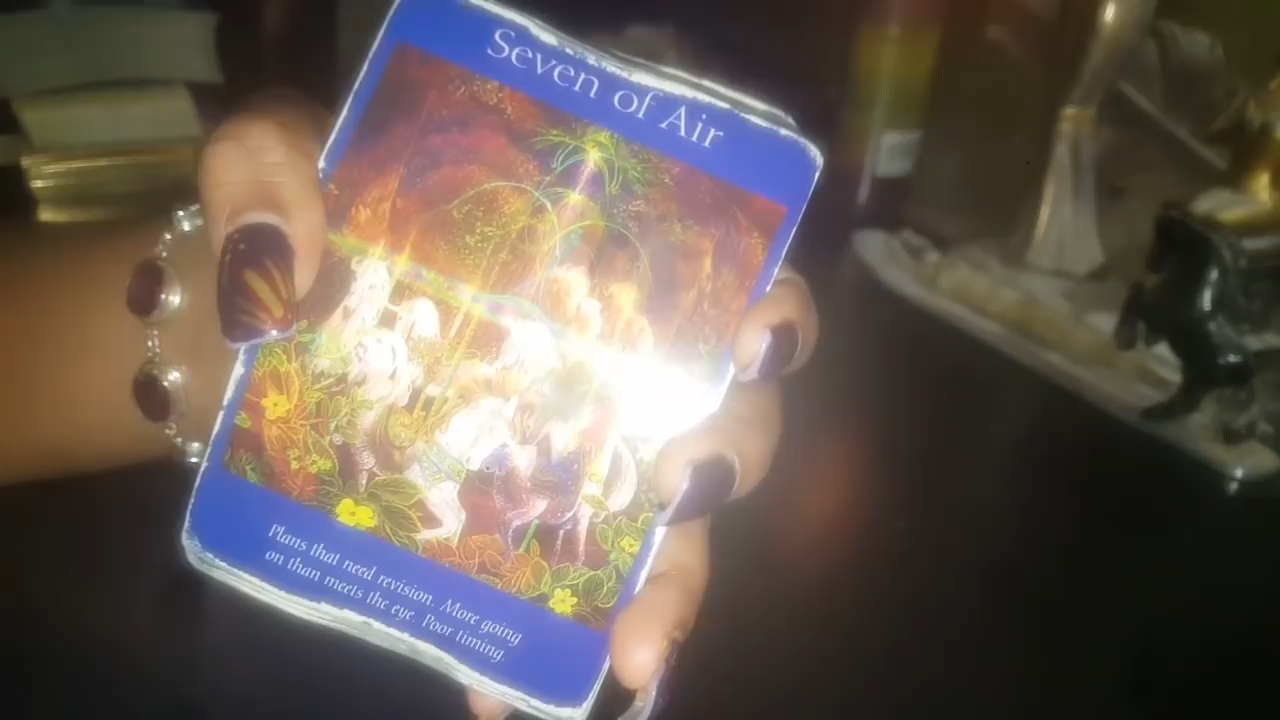 Seven of Air
Plans that need revision. More going
on than meets the eye. Poor timing.